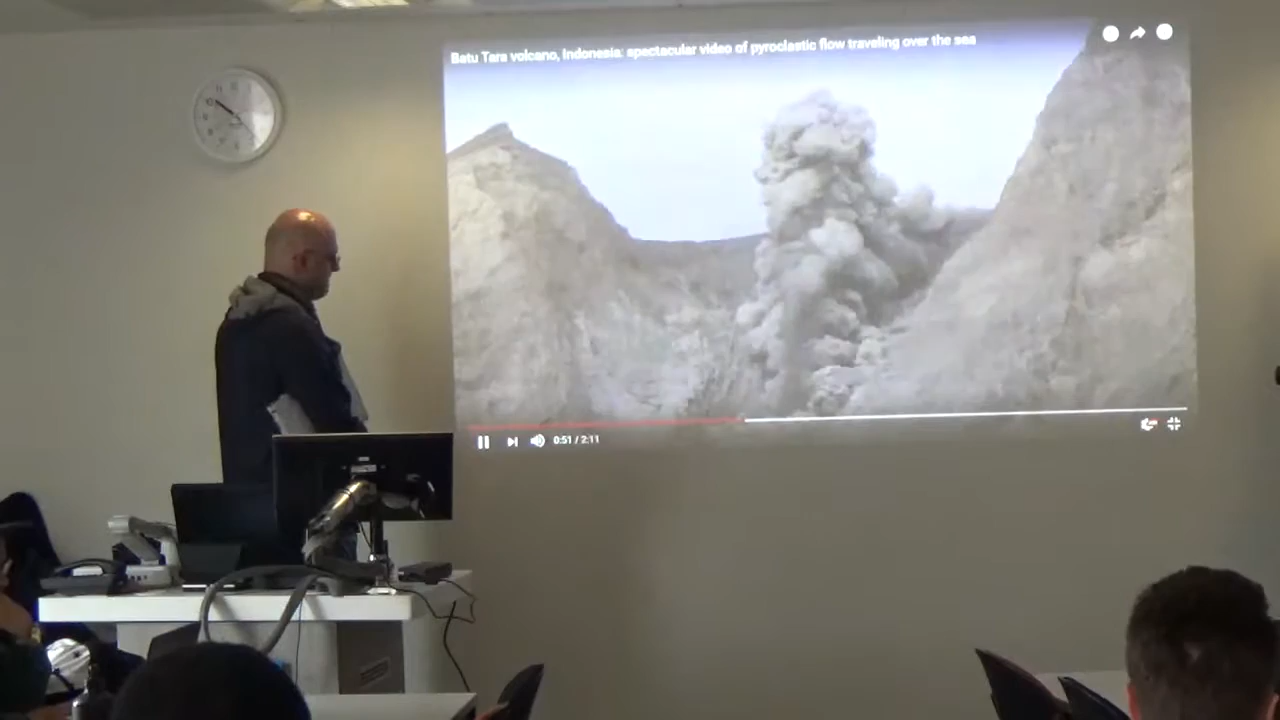 Batu Tara volcano, Indonesia: spectacular video of pyroclastic flow traveling over the sea
0:51 / 2:11